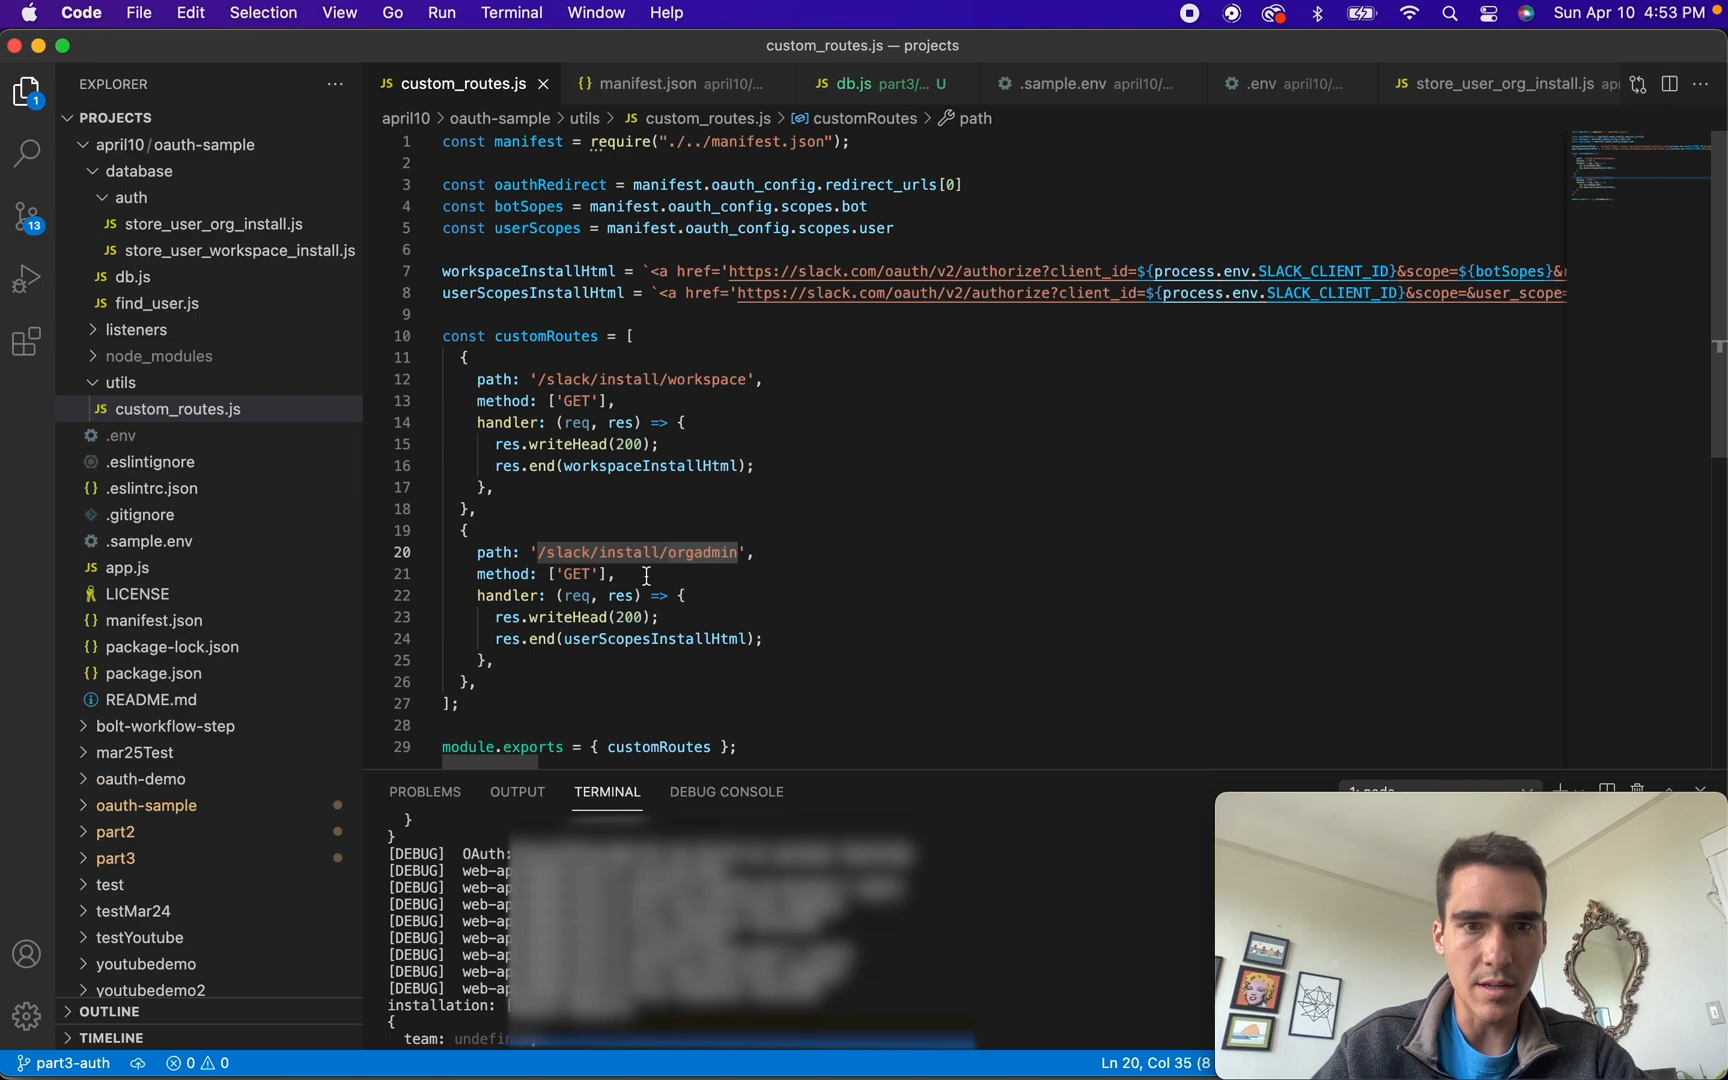 Code File Edit Selection View Go Run Terminal Window Help Sun Apr 10 4:53 PM
custom_routes.js — projects
EXPLORER
1
13
PROJECTS
april10 / oauth-sample
database
auth
JS store_user_org_install.js
JS store_user_workspace_install.js
JS db.js
JS find_user.js
listeners
node_modules
utils
JS custom_routes.js
.env
.eslintignore
{} .eslintrc.json
.gitignore
.sample.env
JS app.js
LICENSE
{} manifest.json
{} package-lock.json
{} package.json
README.md
bolt-workflow-step
mar25Test
oauth-demo
oauth-sample
part2
part3
test
testMar24
testYoutube
youtubedemo
youtubedemo2
OUTLINE
TIMELINE
JS custom_routes.js {} manifest.json april10/... JS db.js part3/... U .sample.env april10/... .env april10/... JS store_user_org_install.js
april10 > oauth-sample > utils > JS custom_routes.js > customRoutes > path
1 const manifest = require("./../manifest.json");
2
3 const oauthRedirect = manifest.oauth_config.redirect_urls[0]
4 const botSopes = manifest.oauth_config.scopes.bot
5 const userScopes = manifest.oauth_config.scopes.user
6
7 workspaceInstallHtml = `<a href='https://slack.com/oauth/v2/authorize?client_id=${process.env.SLACK_CLIENT_ID}&scope=${botSopes}&
8 userScopesInstallHtml = `<a href='https://slack.com/oauth/v2/authorize?client_id=${process.env.SLACK_CLIENT_ID}&scope=&user_scope=
9
10 const customRoutes = [
11 {
12 path: '/slack/install/workspace',
13 method: ['GET'],
14 handler: (req, res) => {
15 res.writeHead(200);
16 res.end(workspaceInstallHtml);
17 },
18 },
19 {
20 path: '/slack/install/orgadmin',
21 method: ['GET'],
22 handler: (req, res) => {
23 res.writeHead(200);
24 res.end(userScopesInstallHtml);
25 },
26 },
27 ];
28
29 module.exports = { customRoutes };
PROBLEMS OUTPUT TERMINAL DEBUG CONSOLE
}
}
[DEBUG] OAuth:
[DEBUG] web-ap
[DEBUG] web-ap
[DEBUG] web-ap
[DEBUG] web-ap
[DEBUG] web-ap
[DEBUG] web-ap
[DEBUG] web-ap
[DEBUG] web-ap
installation:
{
team:
part3-auth 0 0 Ln 20, Col 35 (8